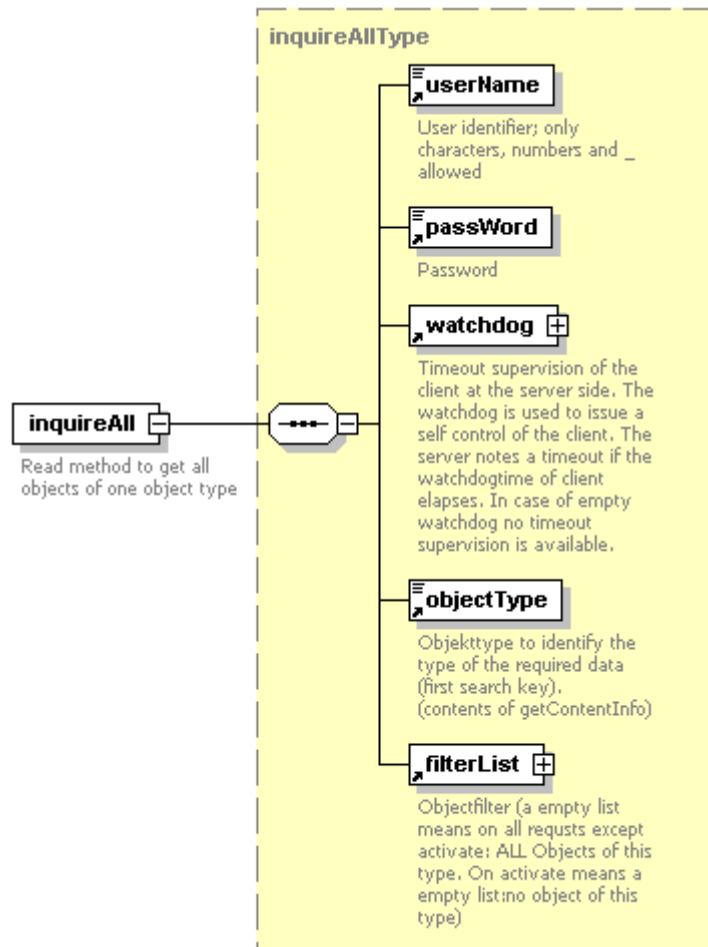 inquireAllType
userName
User identifier; only
characters, numbers and _
allowed
passWord
Password
watchdog
Timeout supervision of the
client at the server side. The
watchdog is used to issue a
self control of the client. The
server notes a timeout if the
watchdogtime of client
elapses. In case of empty
watchdog no timeout
supervision is available.
inquireAll
Read method to get all
objects of one object type
objectType
Objekttype to identify the
type of the required data
(first search key).
(contents of getContentInfo)
filterList
Objectfilter (a empty list
means on all requsts except
activate: ALL Objects of this
type. On activate means a
empty list:no object of this
type)